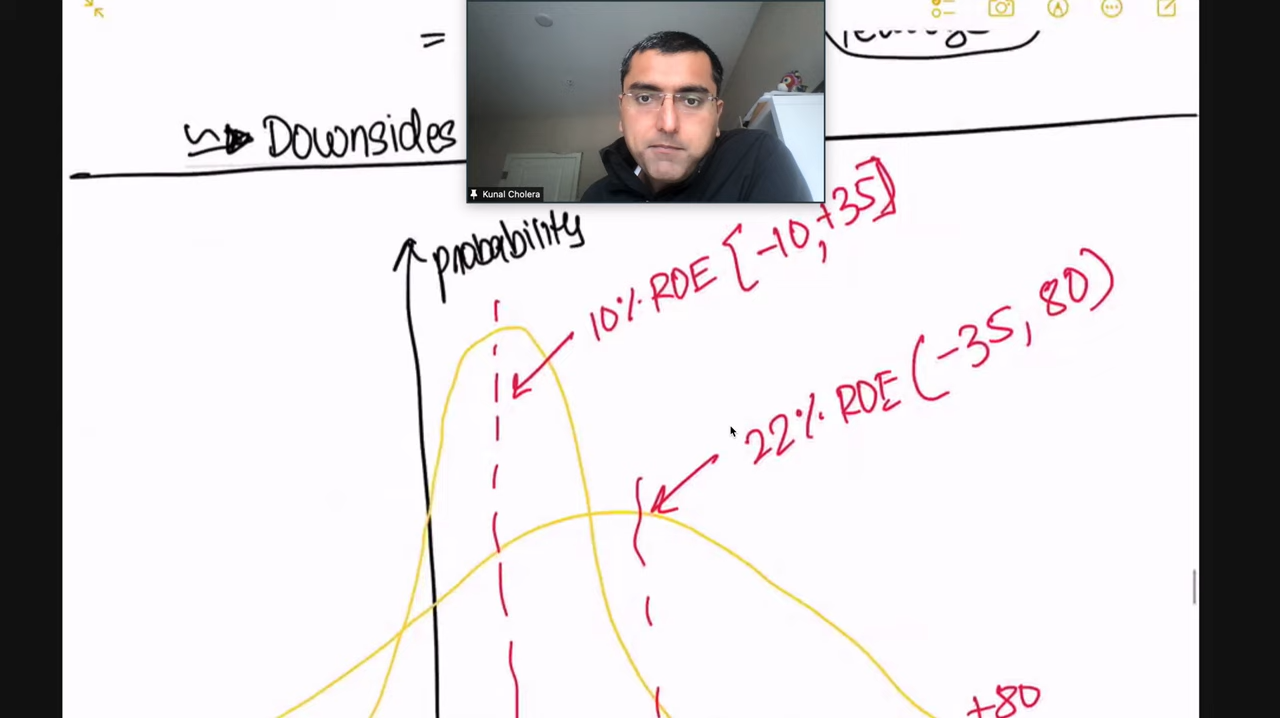 =
Downsides
Kunal Cholera
probability
10% ROE [-10, +35]
22% ROE (-35, 80)
+80